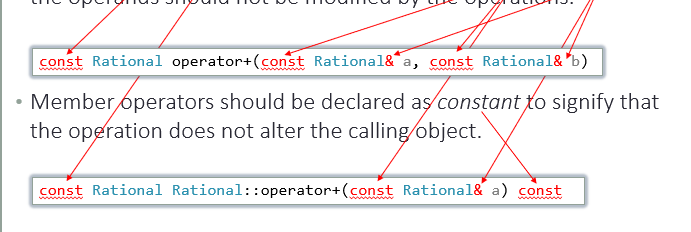 the operands should not be modified by the operations.
const Rational operator+(const Rational& a, const Rational& b)
• Member operators should be declared as constant to signify that
the operation does not alter the calling object.
const Rational Rational::operator+(const Rational& a) const